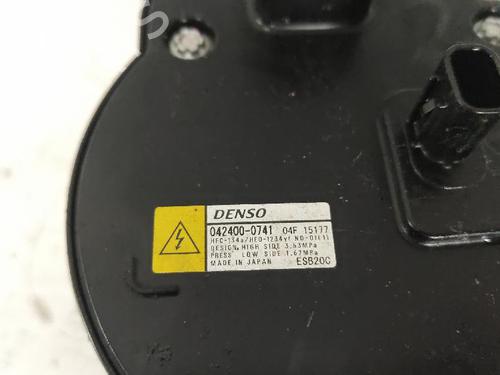 DENSO
042400-0741 04F 15177
HFC-134a/HFO-1234yf ND-OIL11
DESIGN HIGH SIDE 3.53MPa
PRESS LOW SIDE 1.67MPa
MADE IN JAPAN ESB20C